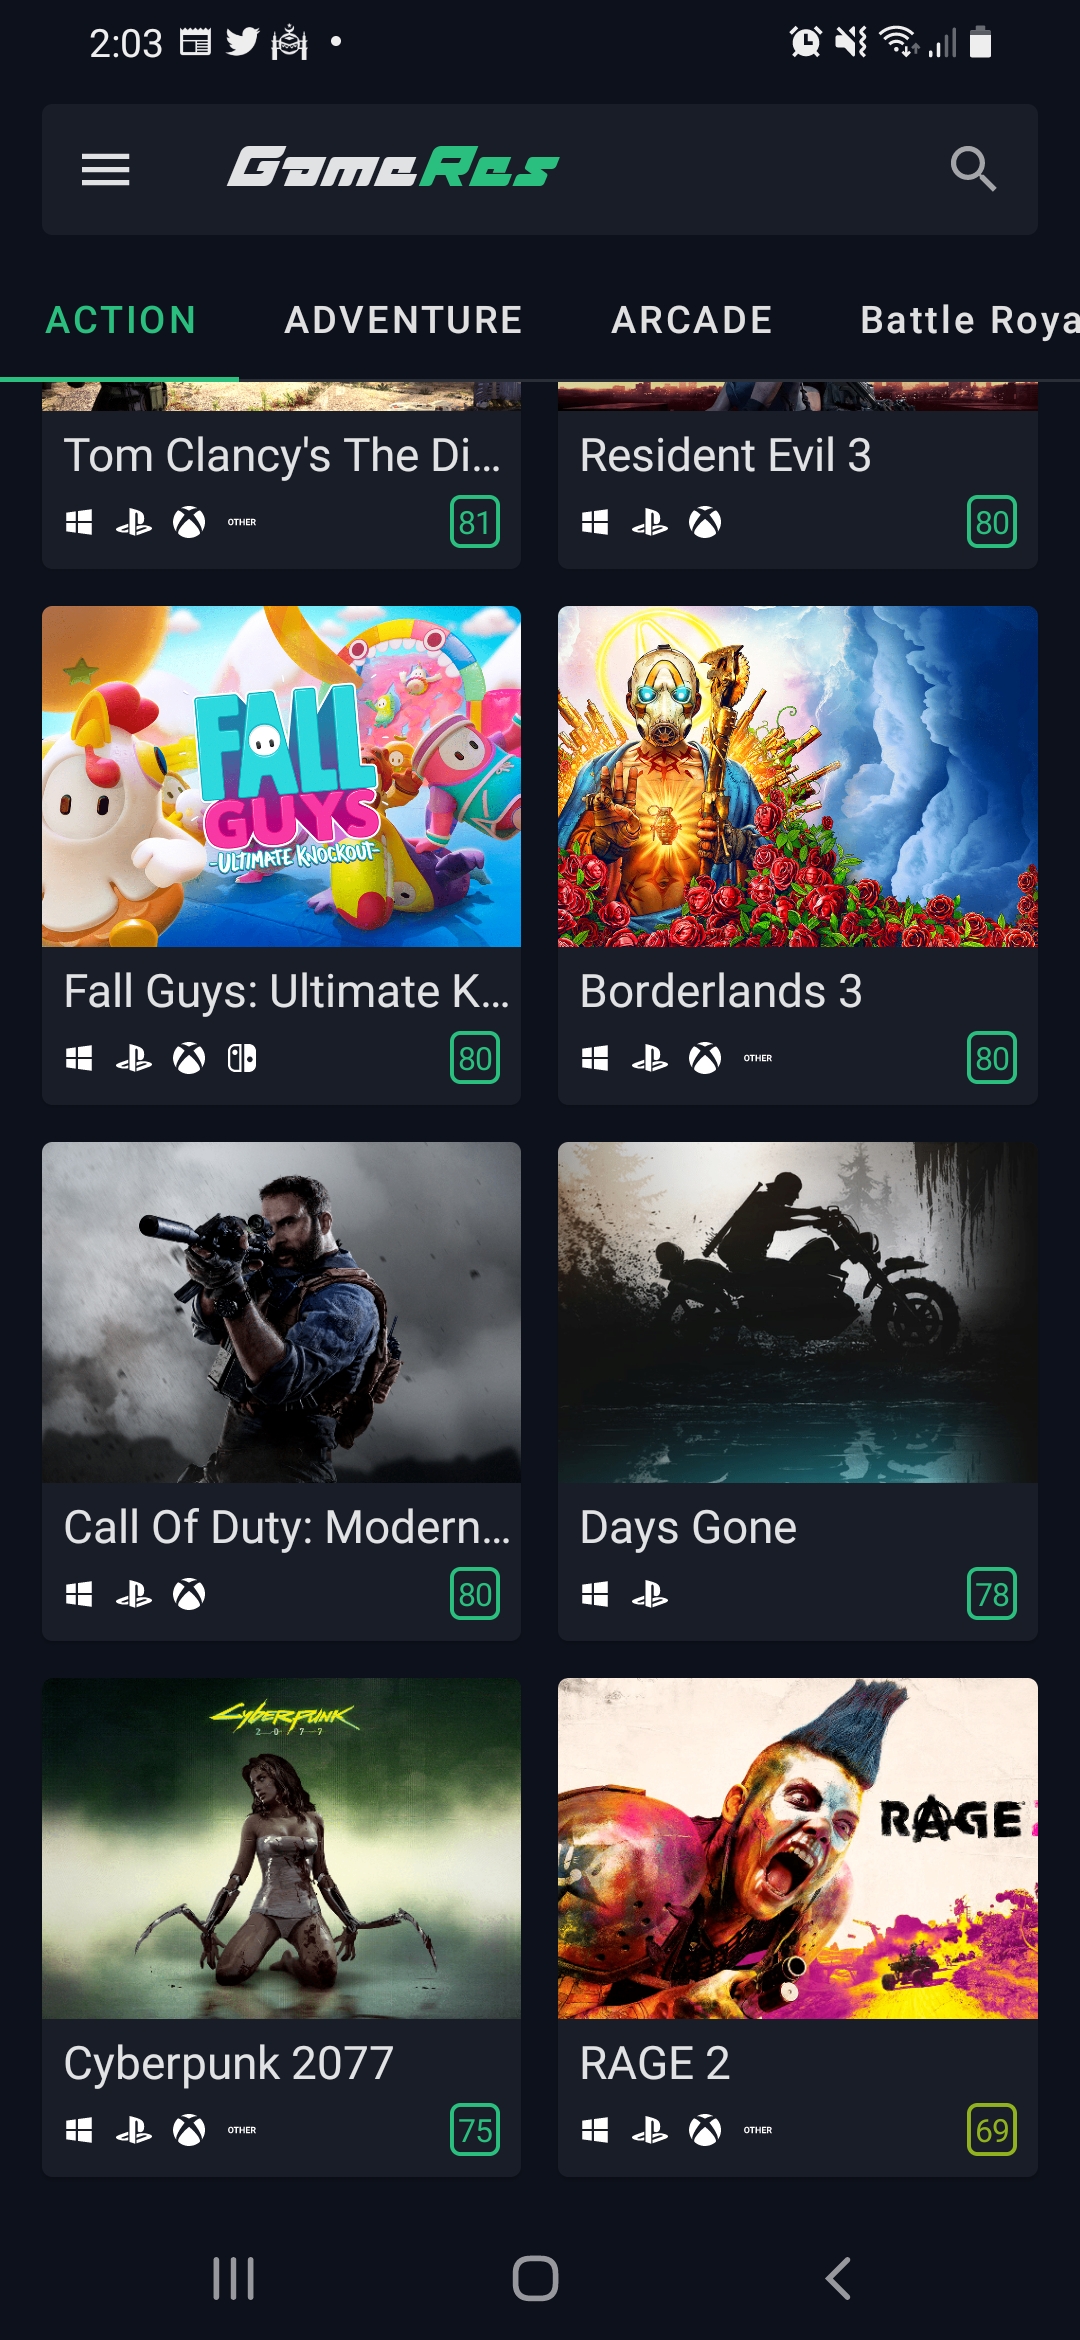 2:03
GameRes
ACTION ADVENTURE ARCADE Battle Roya
Tom Clancy's The Di... Resident Evil 3
OTHER 81 80
FALL
GUYS
-ULTIMATE KNOCKOUT-
Fall Guys: Ultimate K... Borderlands 3
80 OTHER 80
Call Of Duty: Modern... Days Gone
80 78
CYBERPUNK
2077
RAGE
Cyberpunk 2077 RAGE 2
OTHER 75 OTHER 69